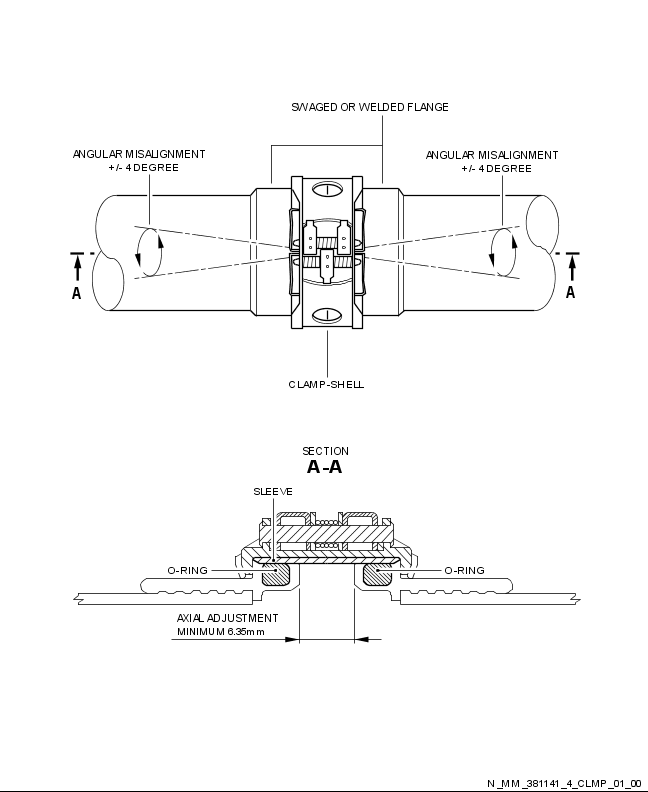 SWAGED OR WELDED FLANGE
ANGULAR MISALIGNMENT
+/- 4 DEGREE
ANGULAR MISALIGNMENT
+/- 4 DEGREE
A
A
CLAMP-SHELL
SECTION
A-A
SLEEVE
O-RING
O-RING
AXIAL ADJUSTMENT
MINIMUM 6.35mm
N_MM_381141_4_CLMP_01_00